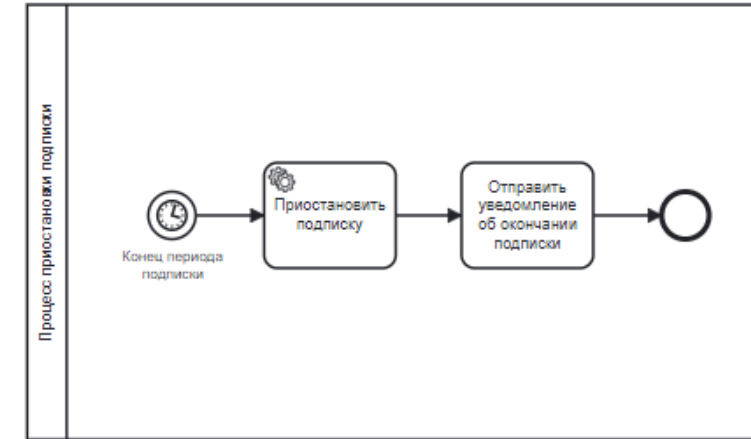 Процесс приостановки подписки
Конец периода
подписки
Приостановить
подписку
Отправить
уведомление
об окончании
подписки